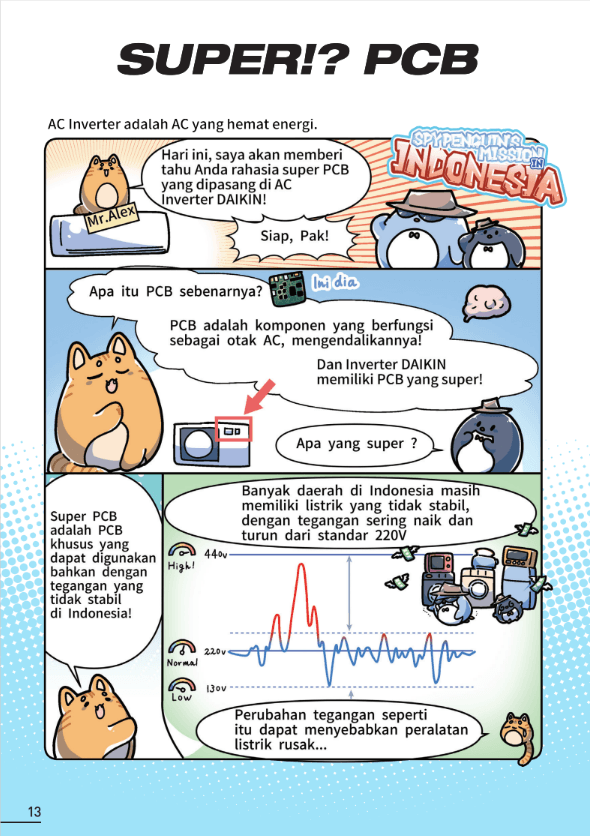 SUPER!? PCB
AC Inverter adalah AC yang hemat energi.
SPYPENGUIN'S
MISSION
IN
INDONESIA
Hari ini, saya akan memberi
tahu Anda rahasia super PCB
yang dipasang di AC
Inverter DAIKIN!
Mr.Alex
Siap, Pak!
Apa itu PCB sebenarnya?
Ini dia
PCB adalah komponen yang berfungsi
sebagai otak AC, mengendalikannya!
Dan Inverter DAIKIN
memiliki PCB yang super!
Apa yang super ?
Super PCB
adalah PCB
khusus yang
dapat digunakan
bahkan dengan
tegangan yang
tidak stabil
di Indonesia!
Banyak daerah di Indonesia masih
memiliki listrik yang tidak stabil,
dengan tegangan sering naik dan
turun dari standar 220V
High!
440v
Normal
220v
Low
130v
Perubahan tegangan seperti
itu dapat menyebabkan peralatan
listrik rusak...
13